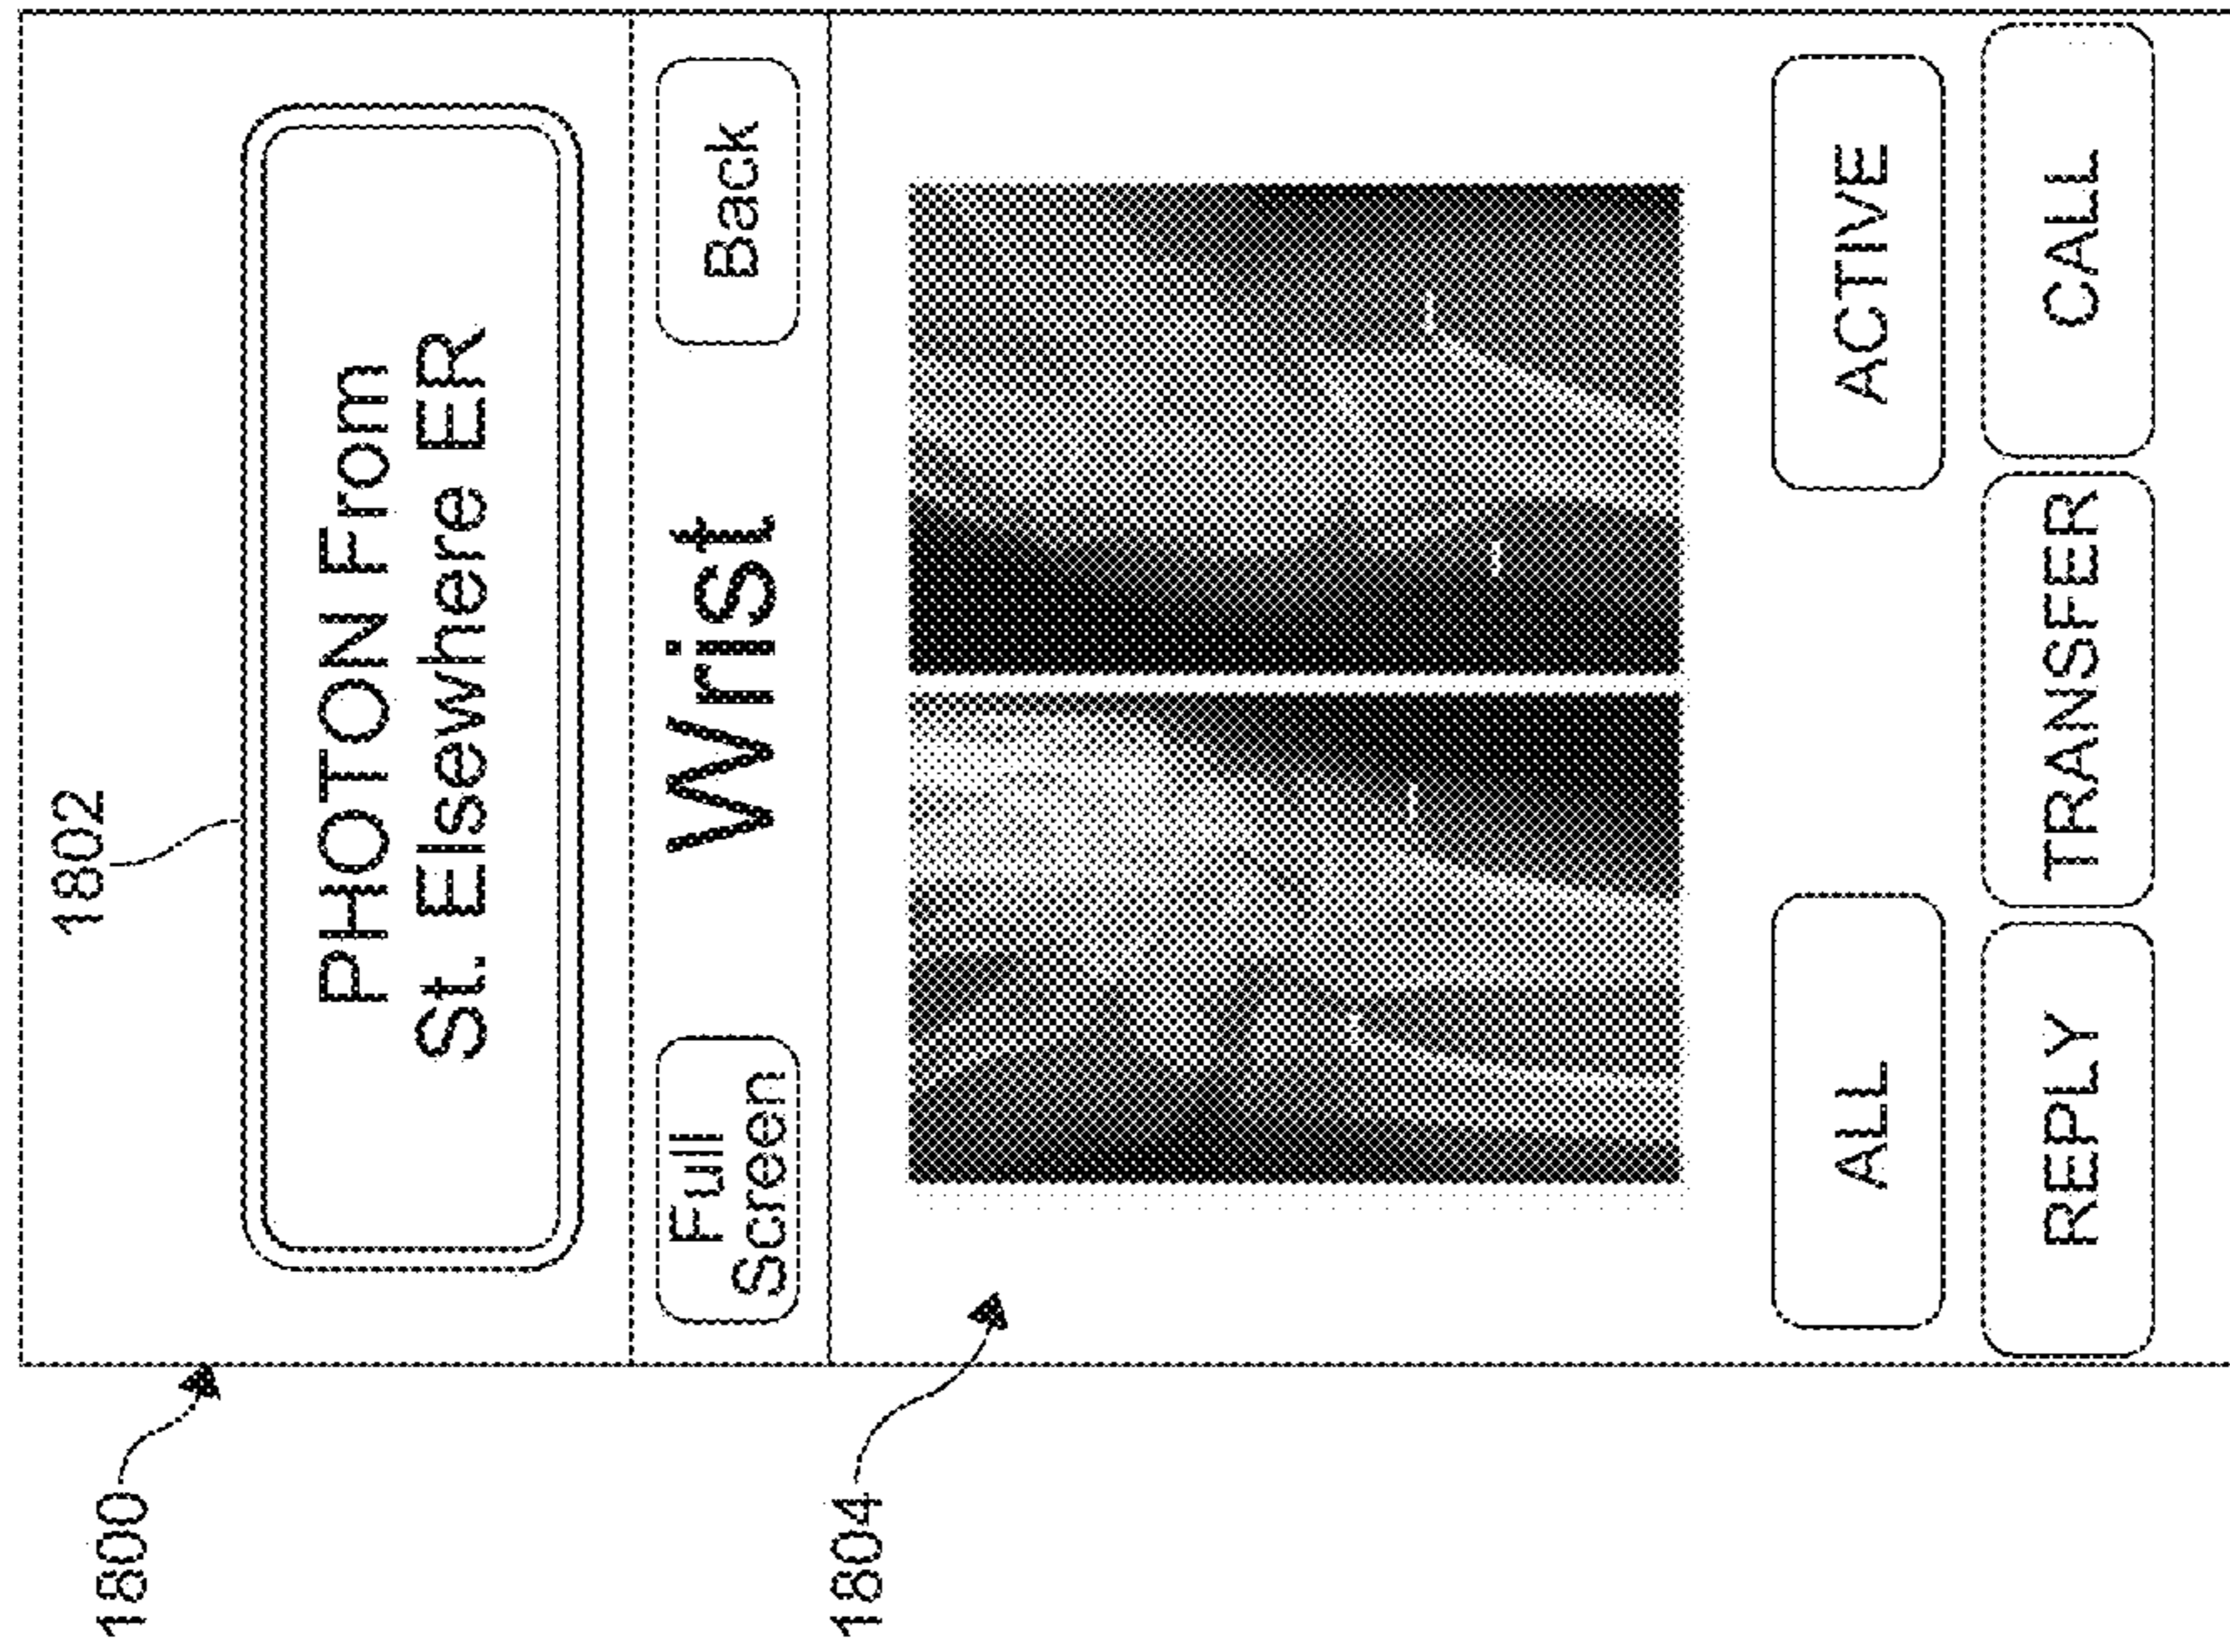 1800
1802
PHOTON From
St. Elsewhere ER
Full
Screen
Wrist
Back
1804
ALL
ACTIVE
REPLY
TRANSFER
CALL